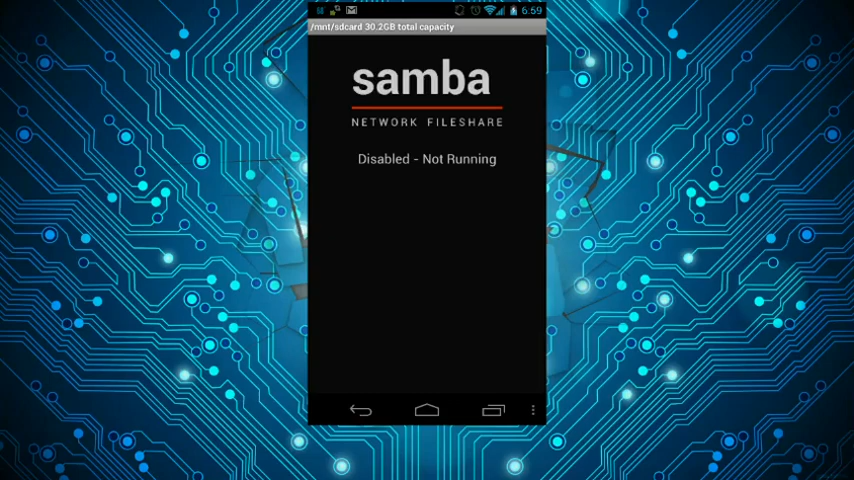 6:59
/mnt/sdcard 30.2GB total capacity
samba
NETWORK FILESHARE
Disabled - Not Running